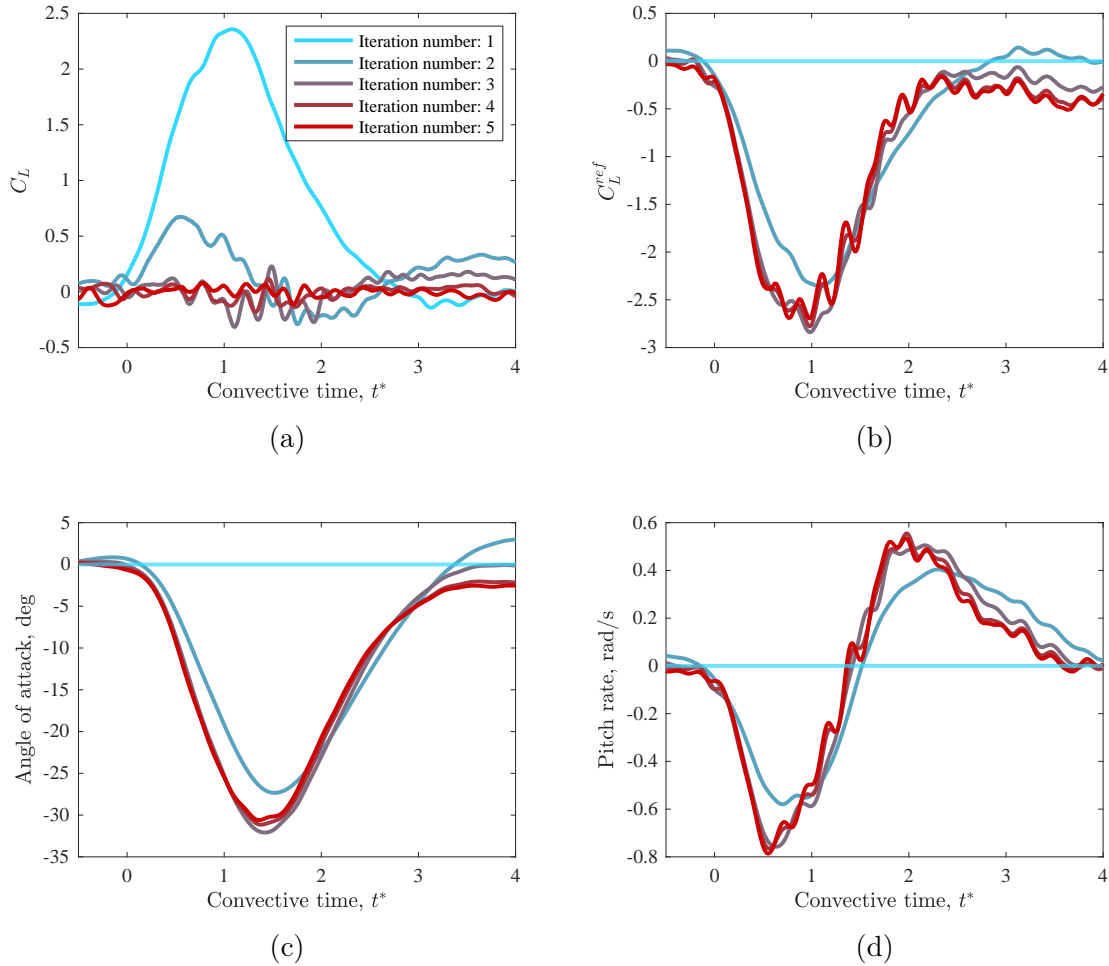 2.5
2
1.5
1
0.5
0
-0.5
C_L
Iteration number: 1
Iteration number: 2
Iteration number: 3
Iteration number: 4
Iteration number: 5
0 1 2 3 4
Convective time, t*
(a)
0.5
0
-0.5
-1
-1.5
-2
-2.5
-3
C_L^{ref}
0 1 2 3 4
Convective time, t*
(b)
5
0
-5
-10
-15
-20
-25
-30
-35
Angle of attack, deg
0 1 2 3 4
Convective time, t*
(c)
0.6
0.4
0.2
0
-0.2
-0.4
-0.6
-0.8
Pitch rate, rad/s
0 1 2 3 4
Convective time, t*
(d)